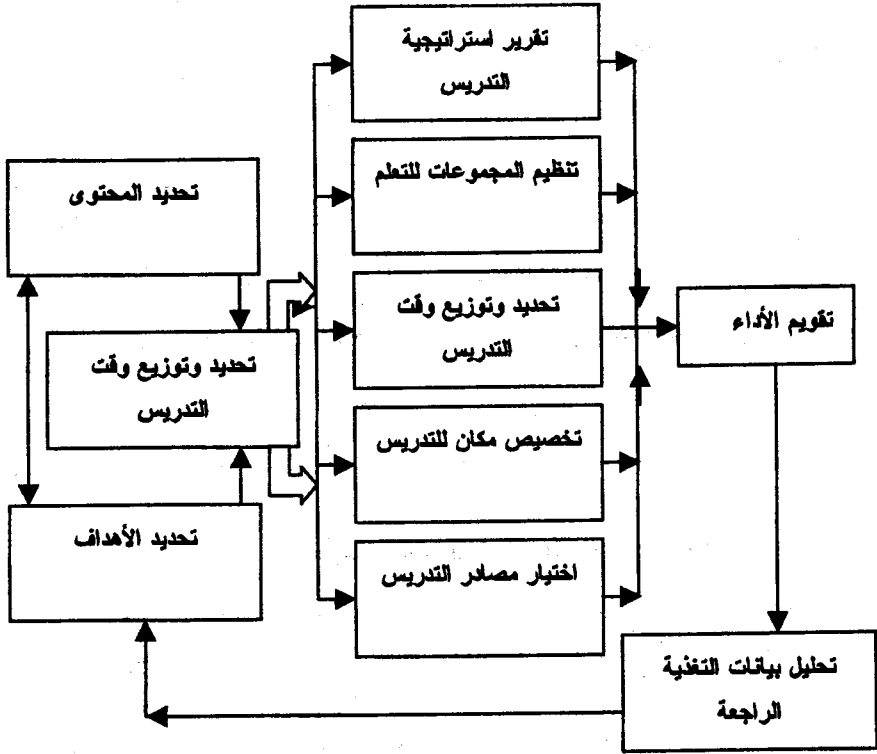 تقرير استراتيجية
التدريس
تنظيم المجموعات للتعلم
تحديد المحتوى
تحديد وتوزيع وقت
التدريس
تحديد وتوزيع وقت
التدريس
تقويم الأداء
تخصيص مكان للتدريس
تحديد الأهداف
اختيار مصادر التدريس
تحليل بيانات التغذية
الراجعة